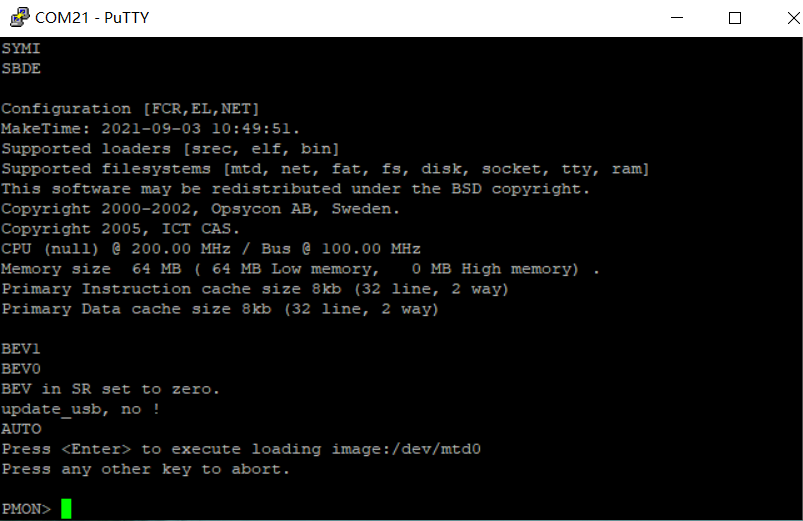 COM21 - PuTTY
SYMI
SBDE
Configuration [FCR,EL,NET]
MakeTime: 2021-09-03 10:49:51.
Supported loaders [srec, elf, bin]
Supported filesystems [mtd, net, fat, fs, disk, socket, tty, ram]
This software may be redistributed under the BSD copyright.
Copyright 2000-2002, Opsycon AB, Sweden.
Copyright 2005, ICT CAS.
CPU (null) @ 200.00 MHz / Bus @ 100.00 MHz
Memory size  64 MB ( 64 MB Low memory,   0 MB High memory) .
Primary Instruction cache size 8kb (32 line, 2 way)
Primary Data cache size 8kb (32 line, 2 way)
BEV1
BEV0
BEV in SR set to zero.
update_usb, no !
AUTO
Press <Enter> to execute loading image:/dev/mtd0
Press any other key to abort.
PMON>